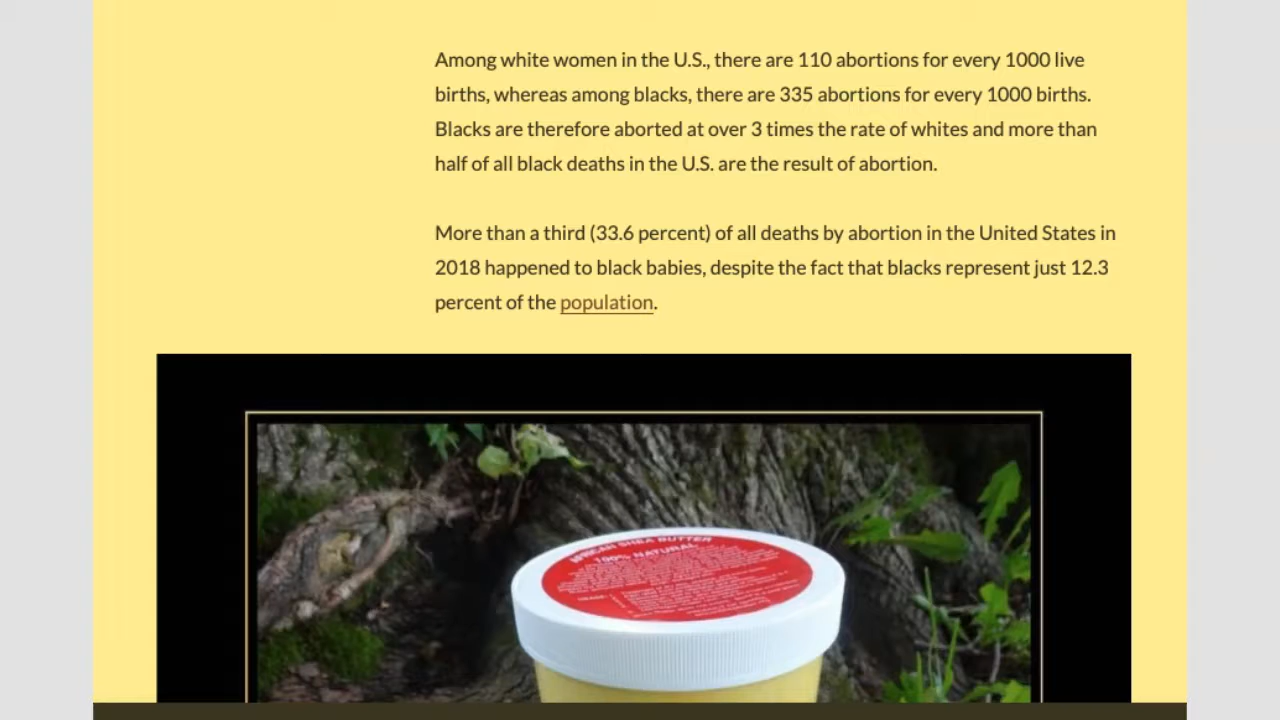 Among white women in the U.S., there are 110 abortions for every 1000 live
births, whereas among blacks, there are 335 abortions for every 1000 births.
Blacks are therefore aborted at over 3 times the rate of whites and more than
half of all black deaths in the U.S. are the result of abortion.
More than a third (33.6 percent) of all deaths by abortion in the United States in
2018 happened to black babies, despite the fact that blacks represent just 12.3
percent of the population.
AFRICAN SHEA BUTTER
100% NATURAL